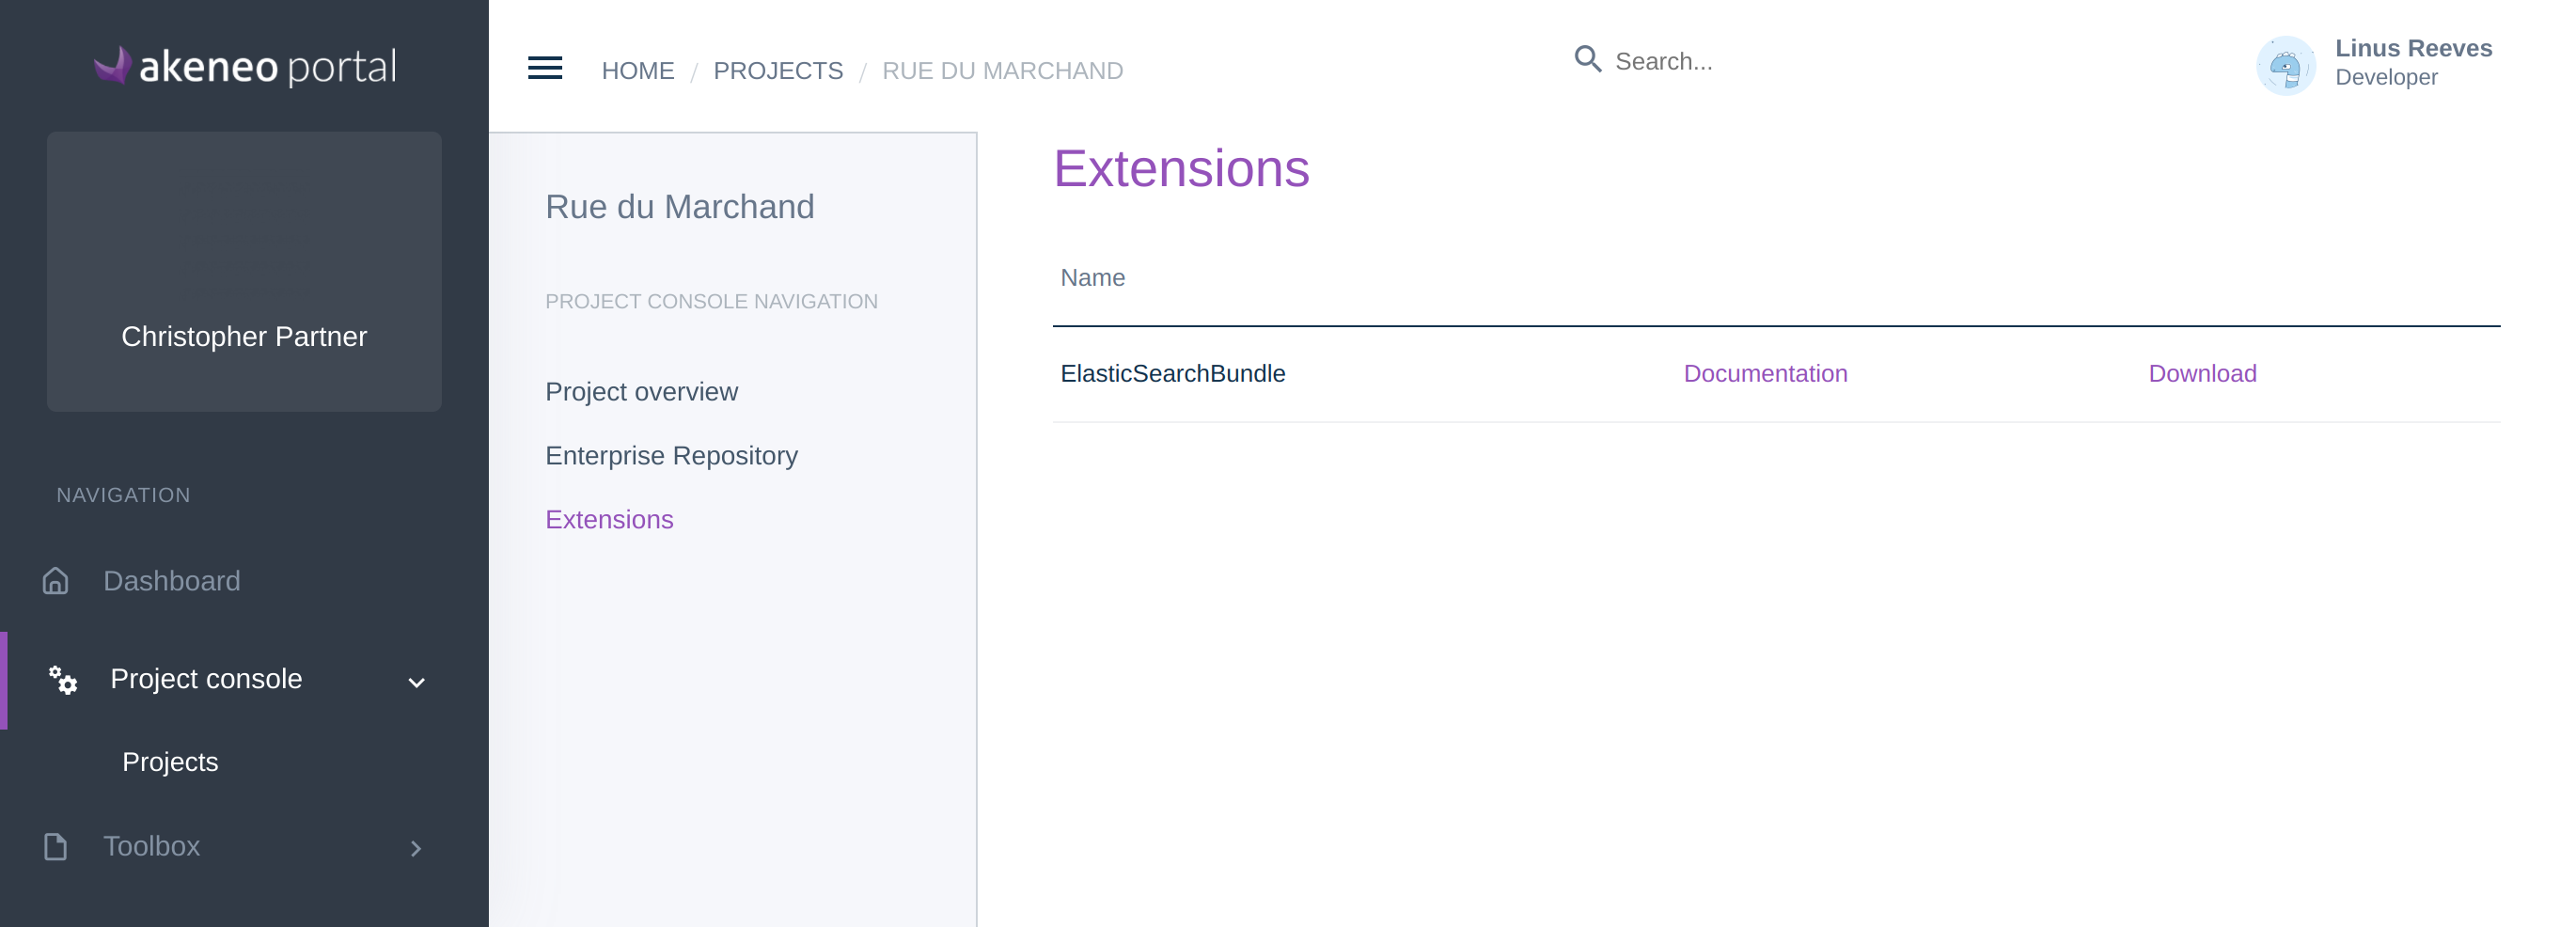 akeneo portal
Christopher Partner
NAVIGATION
Dashboard
Project console
Projects
Toolbox
HOME / PROJECTS / RUE DU MARCHAND
Search...
Linus Reeves
Developer
Rue du Marchand
PROJECT CONSOLE NAVIGATION
Project overview
Enterprise Repository
Extensions
Extensions
Name
ElasticSearchBundle Documentation Download